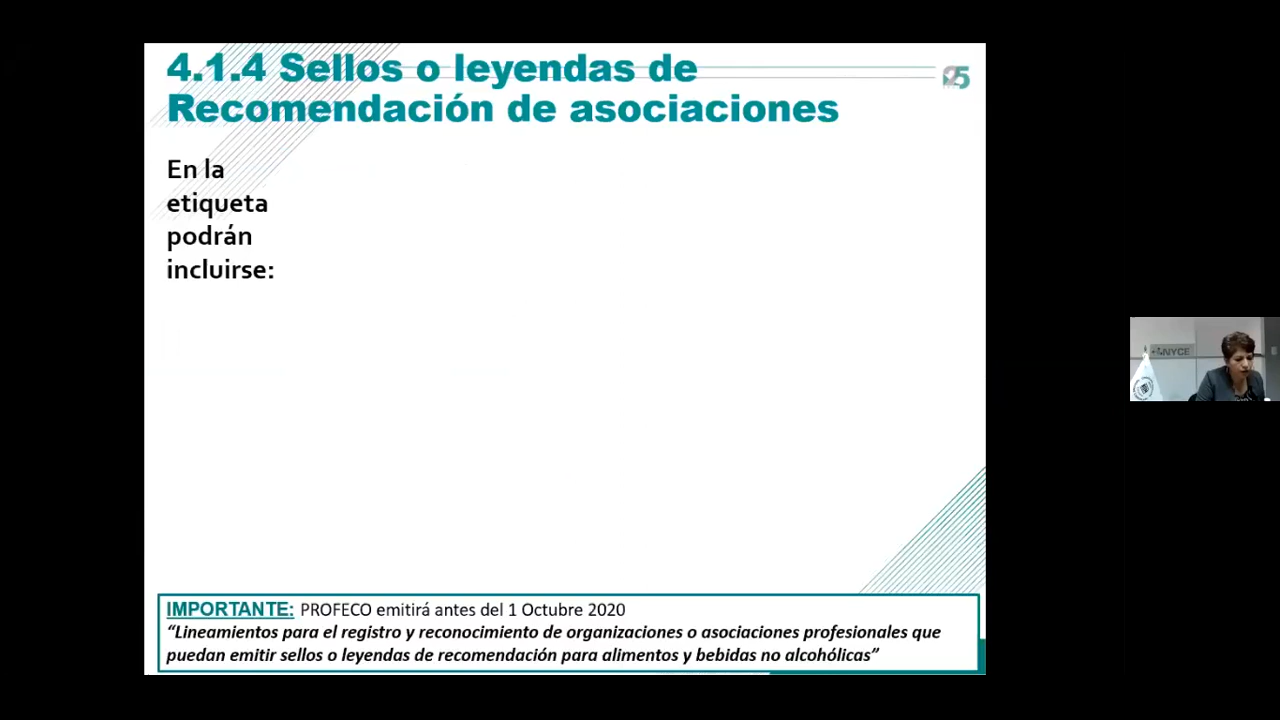 4.1.4 Sellos o leyendas de
Recomendación de asociaciones
En la
etiqueta
podrán
incluirse:
IMPORTANTE: PROFECO emitirá antes del 1 Octubre 2020
“Lineamientos para el registro y reconocimiento de organizaciones o asociaciones profesionales que
puedan emitir sellos o leyendas de recomendación para alimentos y bebidas no alcohólicas”
NYCE